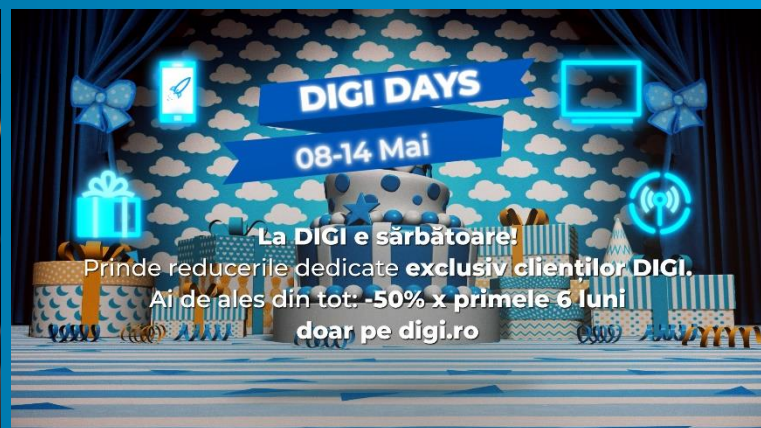 DIGI DAYS
08-14 Mai
La DIGI e sărbătoare!
Prinde reducerile dedicate exclusiv clienților DIGI.
Ai de ales din tot: -50% x primele 6 luni
doar pe digi.ro